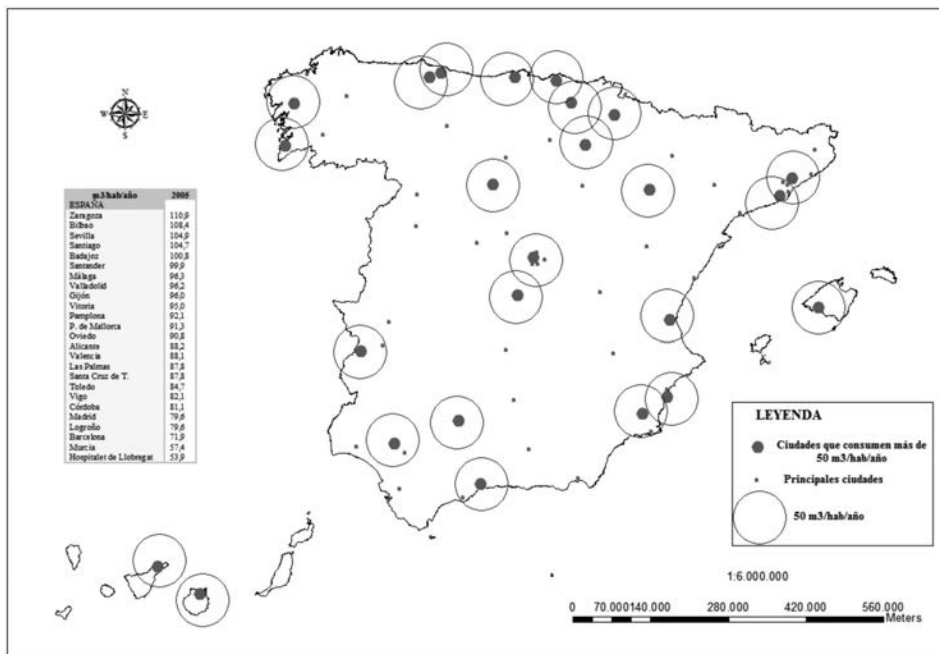 N
W E
S
m3/hab/año 2005
ESPAÑA
Zaragoza 110,9
Bilbao 108,4
Sevilla 104,9
Santiago 104,7
Badajoz 100,8
Santander 99,9
Málaga 96,3
Valladolid 96,2
Gijón 96,0
Vitoria 95,0
Pamplona 92,1
P. de Mallorca 91,3
Oviedo 90,8
Alicante 88,2
Valencia 88,1
Las Palmas 87,8
Santa Cruz de T. 87,8
Toledo 84,7
Vigo 82,1
Córdoba 81,1
Madrid 79,6
Logroño 79,6
Barcelona 71,9
Murcia 57,4
Hospitalet de Llobregat 53,9
LEYENDA
Ciudades que consumen más de
50 m3/hab/año
Principales ciudades
50 m3/hab/año
1:6.000.000
0 70.000140.000 280.000 420.000 560.000
Meters